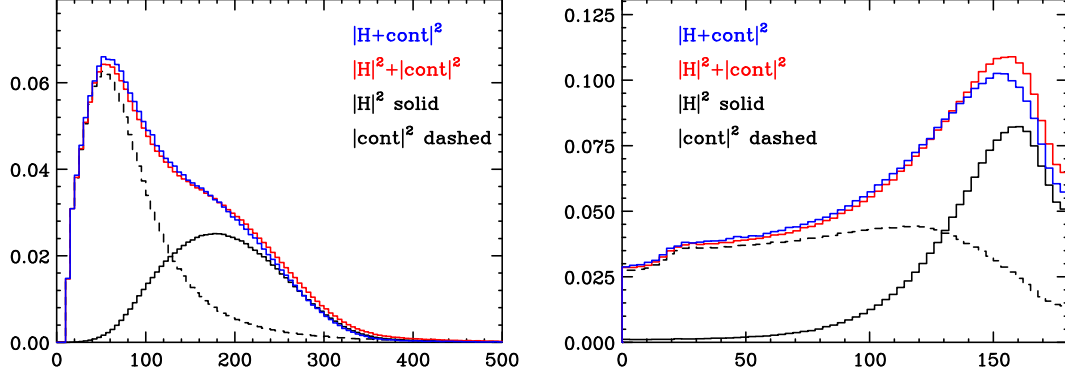 |H+cont|²
|H|²+|cont|²
|H|² solid
|cont|² dashed
0.06
0.04
0.02
0.00
0 100 200 300 400 500
|H+cont|²
|H|²+|cont|²
|H|² solid
|cont|² dashed
0.125
0.100
0.075
0.050
0.025
0.000
0 50 100 150